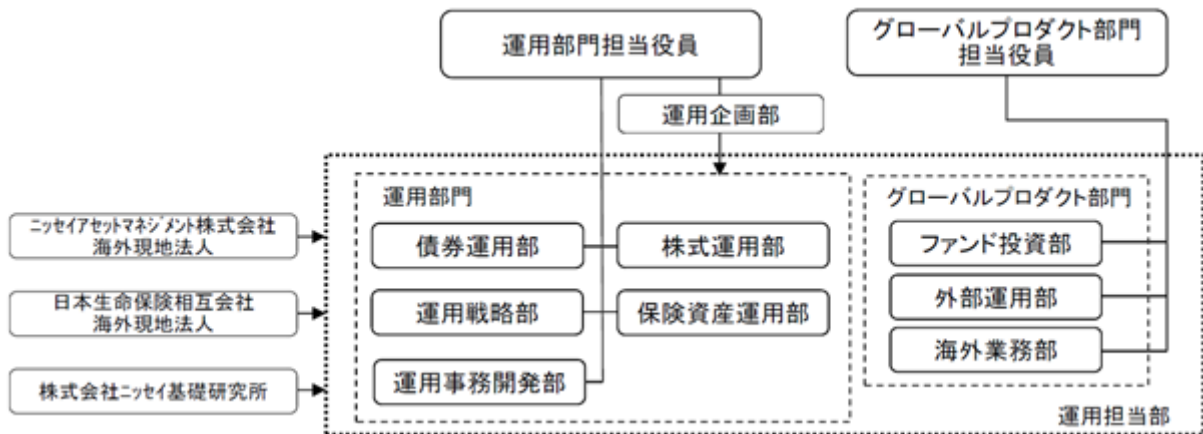 運用部門担当役員
グローバルプロダクト部門
担当役員
運用企画部
運用部門
グローバルプロダクト部門
ニッセイアセットマネジメント株式会社
海外現地法人
債券運用部
株式運用部
ファンド投資部
日本生命保険相互会社
海外現地法人
運用戦略部
保険資産運用部
外部運用部
海外業務部
株式会社ニッセイ基礎研究所
運用事務開発部
運用担当部